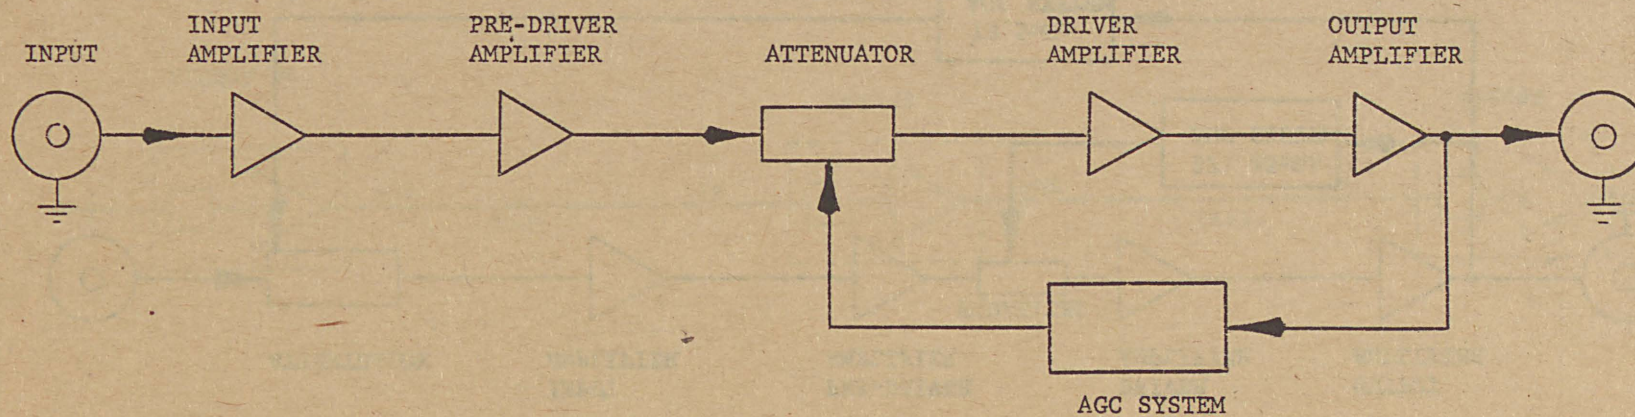 INPUT
INPUT
AMPLIFIER
PRE-DRIVER
AMPLIFIER
ATTENUATOR
DRIVER
AMPLIFIER
OUTPUT
AMPLIFIER
AGC SYSTEM